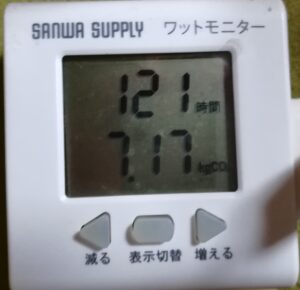 SANWA SUPPLY ワットモニター
121 時間
7.17 kgCO₂
減る 表示切替 増える